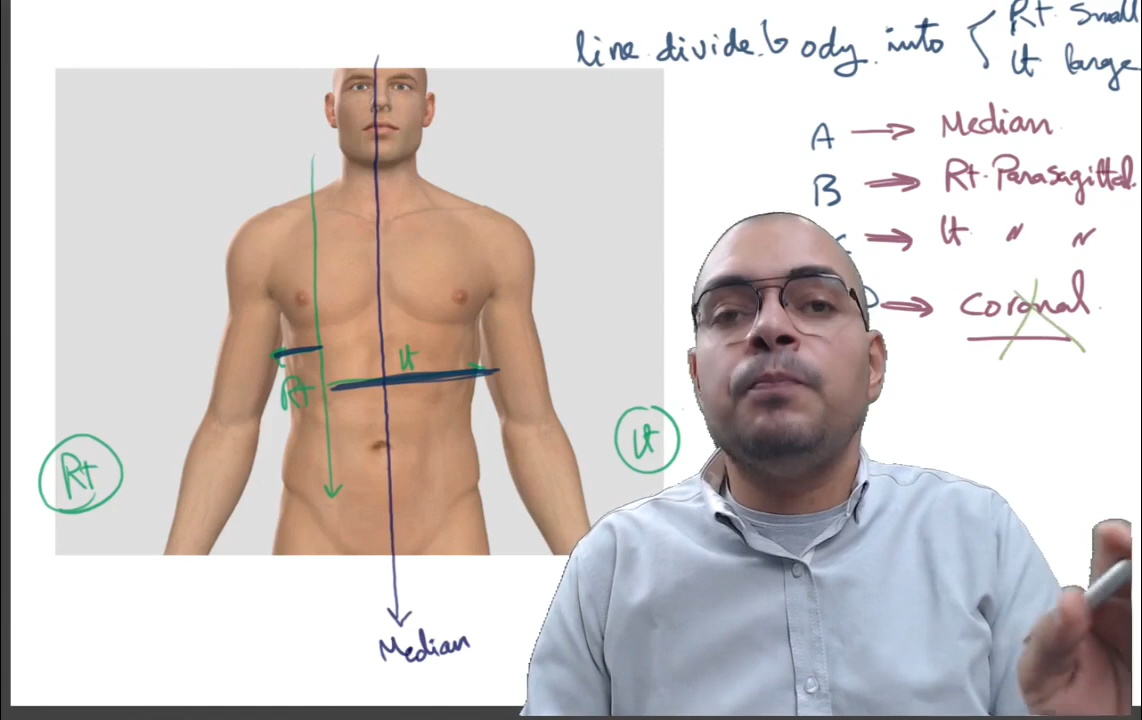 line divide body into { Rt small
Lt large
A → Median
B → Rt. Parasagittal.
→ Lt " "
D → Coronal.
Lt
Rt
Rt
Lt
Median